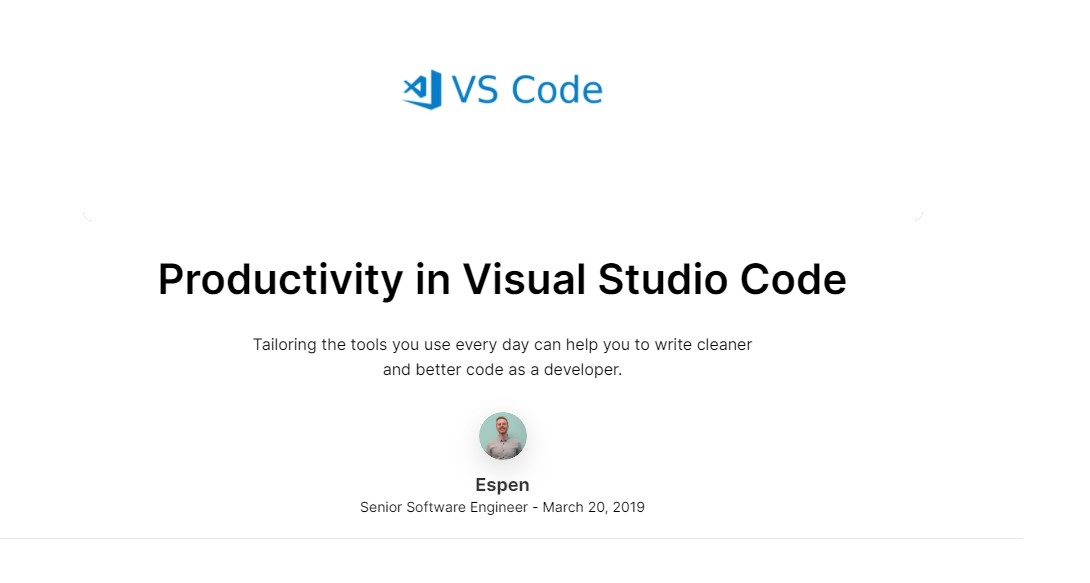 VS Code
Productivity in Visual Studio Code
Tailoring the tools you use every day can help you to write cleaner
and better code as a developer.
Espen
Senior Software Engineer - March 20, 2019